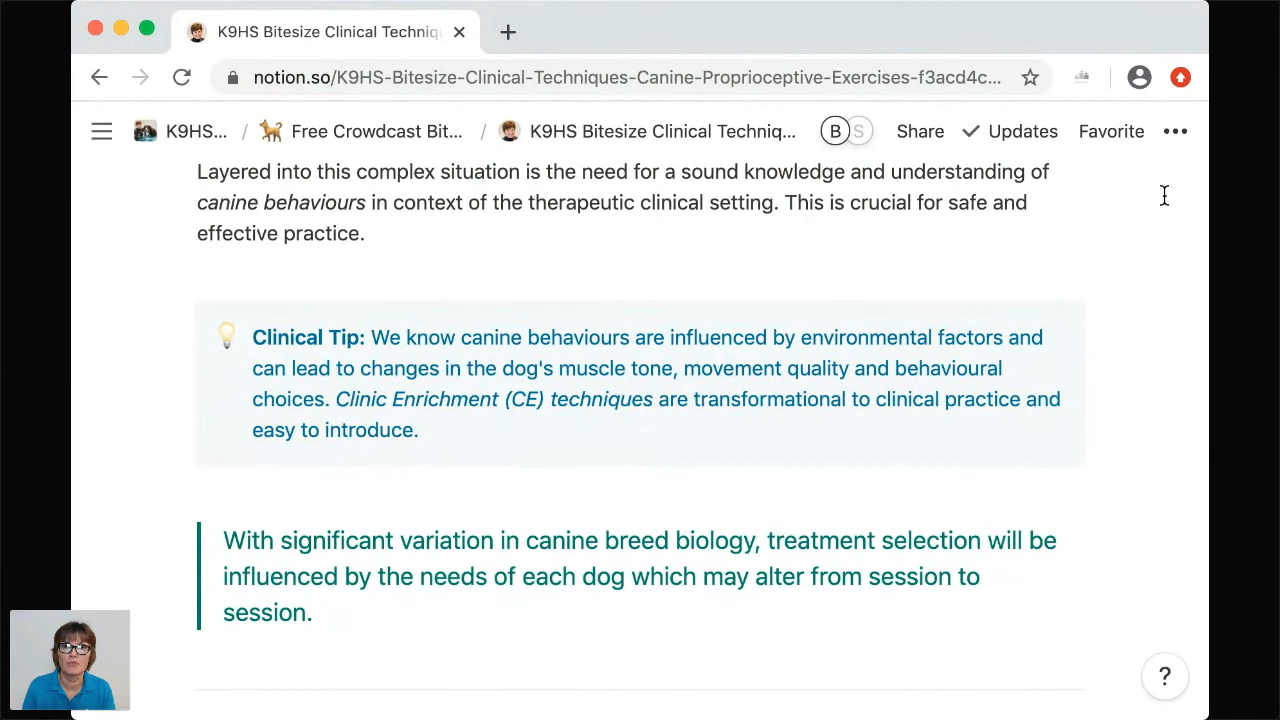 K9HS Bitesize Clinical Techniq
notion.so/K9HS-Bitesize-Clinical-Techniques-Canine-Proprioceptive-Exercises-f3acd4c...
K9HS... / Free Crowdcast Bit... / K9HS Bitesize Clinical Techniq... B S Share Updates Favorite
Layered into this complex situation is the need for a sound knowledge and understanding of
canine behaviours in context of the therapeutic clinical setting. This is crucial for safe and
effective practice.
Clinical Tip: We know canine behaviours are influenced by environmental factors and
can lead to changes in the dog's muscle tone, movement quality and behavioural
choices. Clinic Enrichment (CE) techniques are transformational to clinical practice and
easy to introduce.
With significant variation in canine breed biology, treatment selection will be
influenced by the needs of each dog which may alter from session to
session.
?